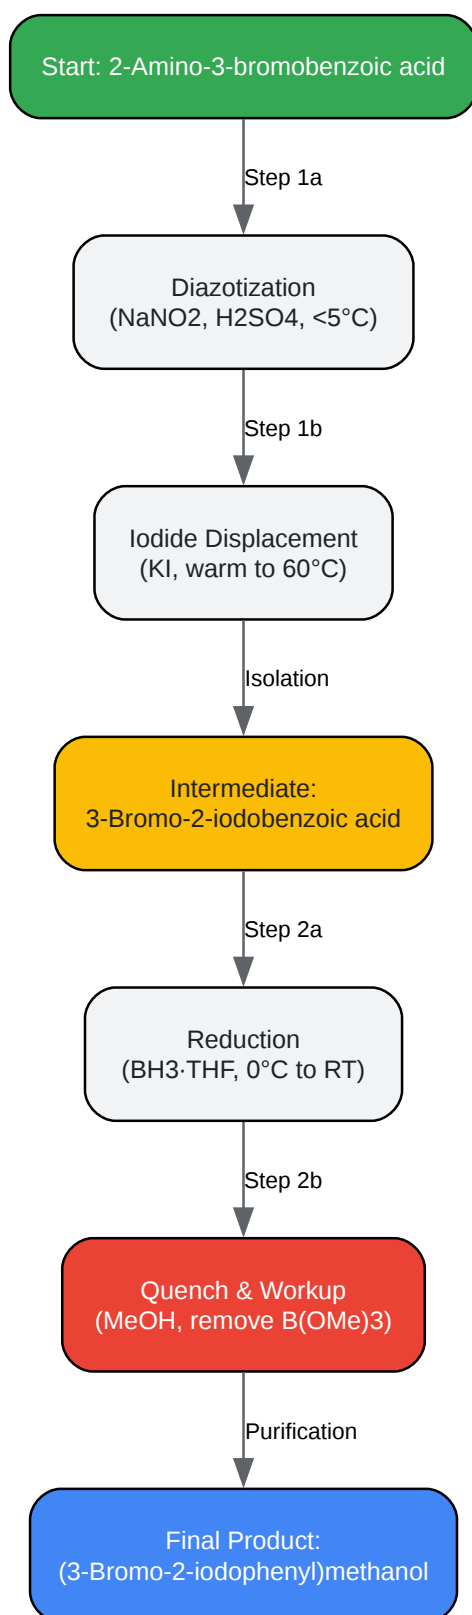 Start: 2-Amino-3-bromobenzoic acid
Step 1a
Diazotization
(NaNO2, H2SO4, <5°C)
Step 1b
Iodide Displacement
(KI, warm to 60°C)
Isolation
Intermediate:
3-Bromo-2-iodobenzoic acid
Step 2a
Reduction
(BH3·THF, 0°C to RT)
Step 2b
Quench & Workup
(MeOH, remove B(OMe)3)
Purification
Final Product:
(3-Bromo-2-iodophenyl)methanol